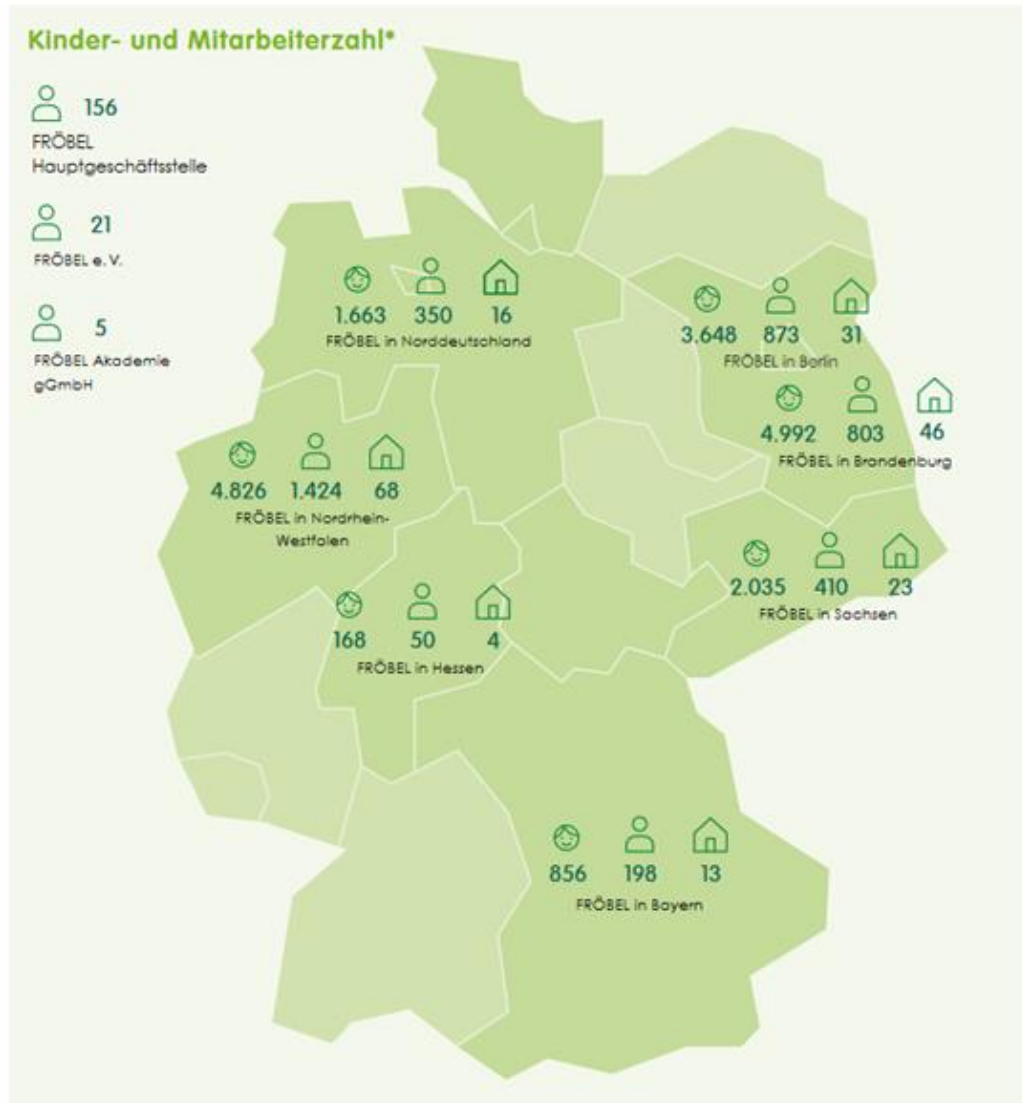 Kinder- und Mitarbeiterzahl*
156
FRÖBEL
Hauptgeschäftsstelle
21
FRÖBEL e. V.
5
FRÖBEL Akademie
gGmbH
1.663 350 16
FRÖBEL in Norddeutschland
3.648 873 31
FRÖBEL in Berlin
4.992 803 46
FRÖBEL in Brandenburg
4.826 1.424 68
FRÖBEL in Nordrhein-
Westfalen
2.035 410 23
FRÖBEL in Sachsen
168 50 4
FRÖBEL in Hessen
856 198 13
FRÖBEL in Bayern